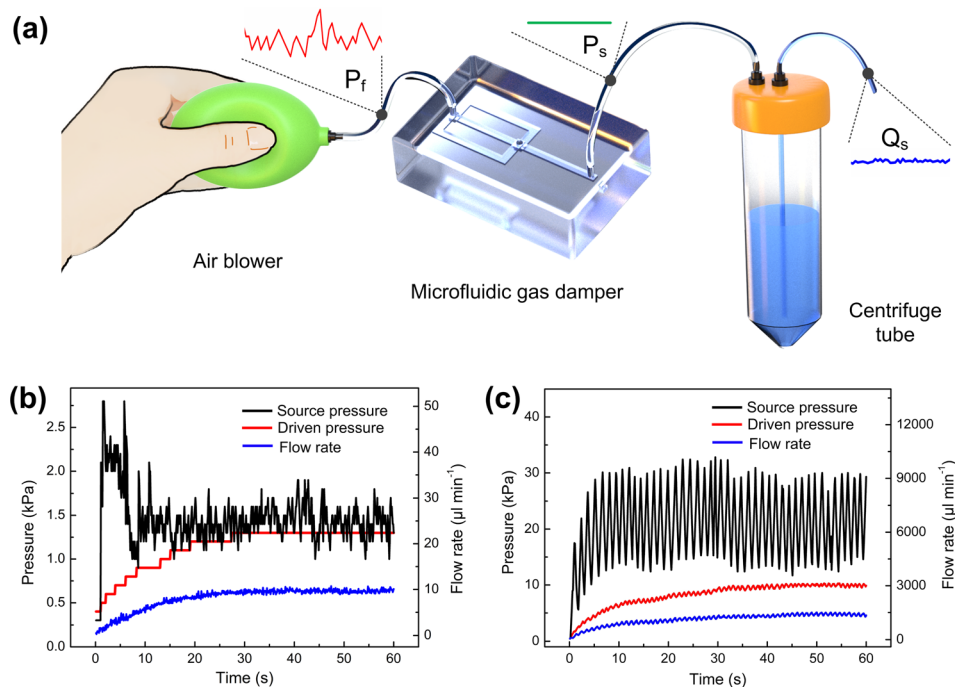 (a)
P_f
P_s
Q_s
Air blower
Microfluidic gas damper
Centrifuge
tube
(b)
Source pressure
Driven pressure
Flow rate
2.5
2.0
1.5
1.0
0.5
0.0
Pressure (kPa)
50
40
30
20
10
0
Flow rate (µl min⁻¹)
0 10 20 30 40 50 60
Time (s)
(c)
Source pressure
Driven pressure
Flow rate
40
30
20
10
0
Pressure (kPa)
12000
9000
6000
3000
0
Flow rate (µl min⁻¹)
0 10 20 30 40 50 60
Time (s)